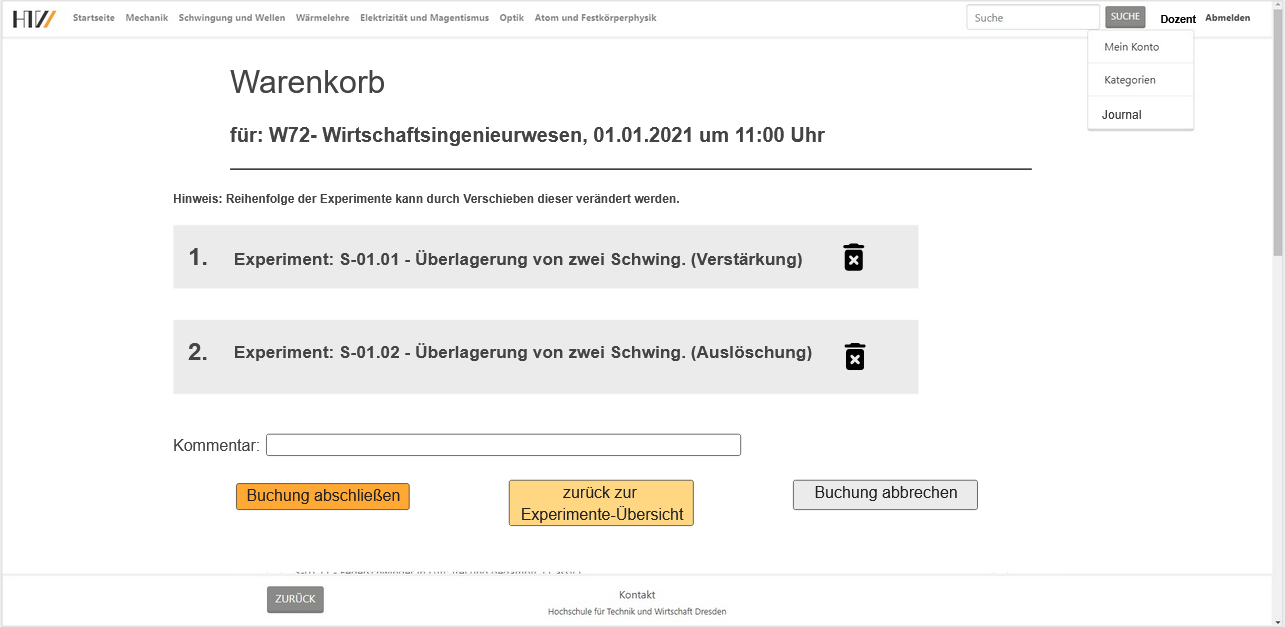 HTW
Startseite Mechanik Schwingung und Wellen Wärmelehre Elektrizität und Magentismus Optik Atom und Festkörperphysik Suche SUCHE Dozent Abmelden
Mein Konto
Kategorien
Journal
Warenkorb
für: W72- Wirtschaftsingenieurwesen, 01.01.2021 um 11:00 Uhr
Hinweis: Reihenfolge der Experimente kann durch Verschieben dieser verändert werden.
1. Experiment: S-01.01 - Überlagerung von zwei Schwing. (Verstärkung)
2. Experiment: S-01.02 - Überlagerung von zwei Schwing. (Auslöschung)
Kommentar:
Buchung abschließen
zurück zur
Experimente-Übersicht
Buchung abbrechen
ZURÜCK
Kontakt
Hochschule für Technik und Wirtschaft Dresden